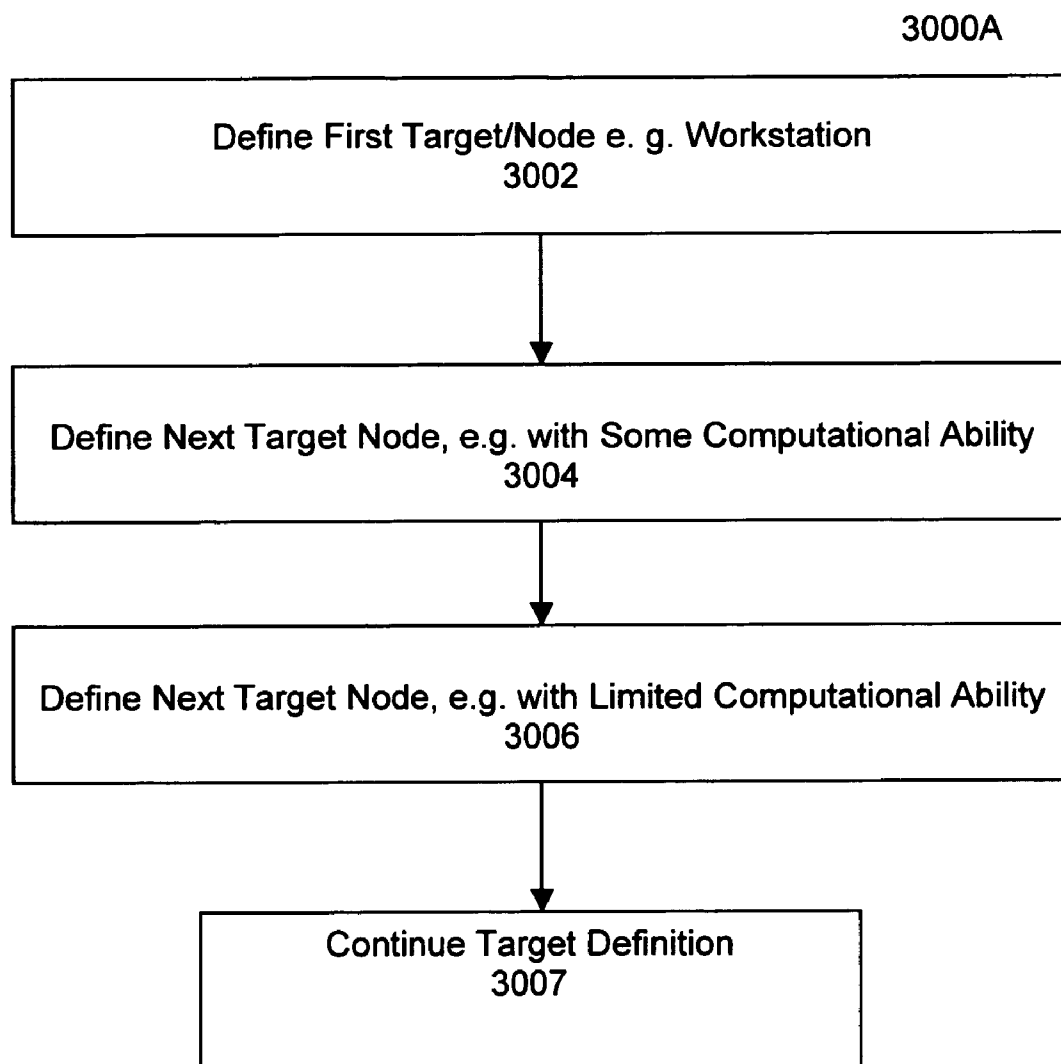 3000A
Define First Target/Node e. g. Workstation
3002
Define Next Target Node, e.g. with Some Computational Ability
3004
Define Next Target Node, e.g. with Limited Computational Ability
3006
Continue Target Definition
3007